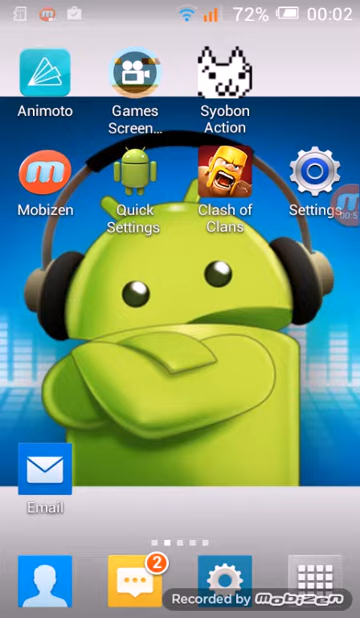 72% 00:02
Animoto
Games
Screen...
Syobon
Action
Mobizen
Quick
Settings
Clash of
Clans
Settings
Email
2
Recorded by mobizen